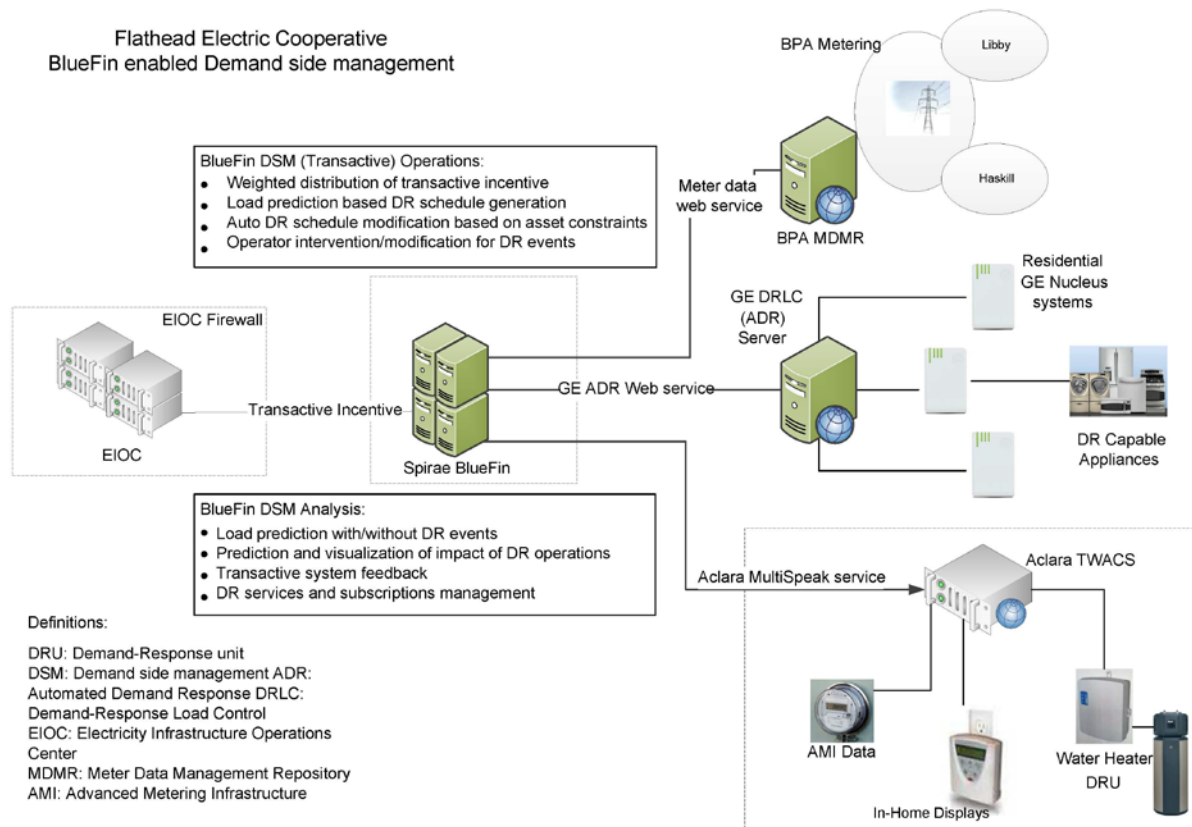 Flathead Electric Cooperative
BlueFin enabled Demand side management
BPA Metering
Libby
Haskill
BlueFin DSM (Transactive) Operations:
● Weighted distribution of transactive incentive
● Load prediction based DR schedule generation
● Auto DR schedule modification based on asset constraints
● Operator intervention/modification for DR events
Meter data
web service
BPA MDMR
Residential
GE Nucleus
systems
GE DRLC
(ADR)
Server
EIOC Firewall
Transactive Incentive
GE ADR Web service
EIOC
Spirae BlueFin
DR Capable
Appliances
BlueFin DSM Analysis:
● Load prediction with/without DR events
● Prediction and visualization of impact of DR operations
● Transactive system feedback
● DR services and subscriptions management
Aclara MultiSpeak service
Aclara TWACS
Definitions:
DRU: Demand-Response unit
DSM: Demand side management ADR:
Automated Demand Response DRLC:
Demand-Response Load Control
EIOC: Electricity Infrastructure Operations
Center
MDMR: Meter Data Management Repository
AMI: Advanced Metering Infrastructure
AMI Data
In-Home Displays
Water Heater
DRU